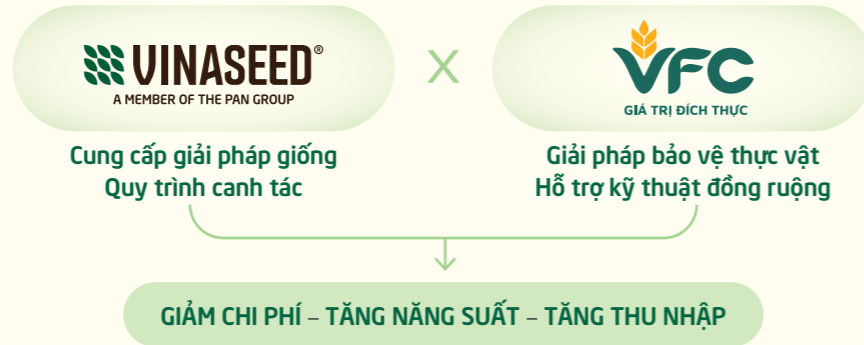 VINASEED®
A MEMBER OF THE PAN GROUP
X
VFC
GIÁ TRỊ ĐÍCH THỰC
Cung cấp giải pháp giống
Quy trình canh tác
Giải pháp bảo vệ thực vật
Hỗ trợ kỹ thuật đồng ruộng
GIẢM CHI PHÍ – TĂNG NĂNG SUẤT – TĂNG THU NHẬP